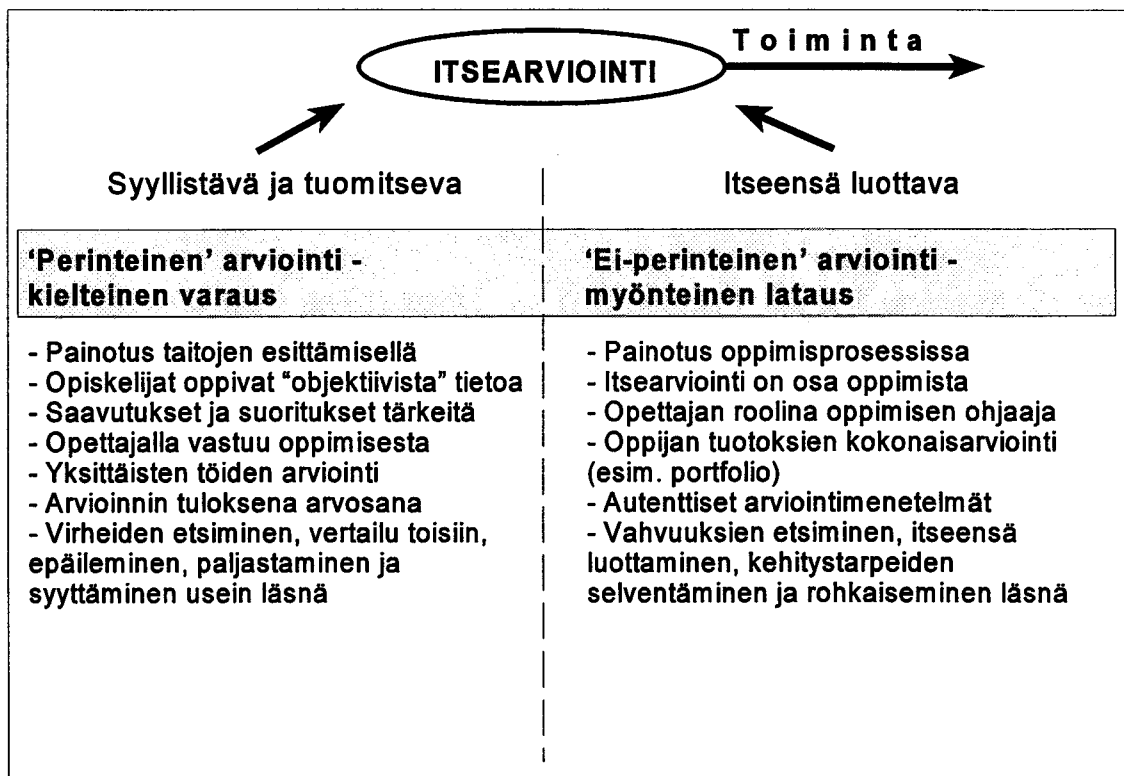 Toiminta
ITSEARVIOINTI
Syyllistävä ja tuomitseva
Itseensä luottava
‘Perinteinen’ arviointi -
kielteinen varaus
‘Ei-perinteinen’ arviointi -
myönteinen lataus
- Painotus taitojen esittämisellä
- Opiskelijat oppivat “objektiivista” tietoa
- Saavutukset ja suoritukset tärkeitä
- Opettajalla vastuu oppimisesta
- Yksittäisten töiden arviointi
- Arvioinnin tuloksena arvosana
- Virheiden etsiminen, vertailu toisiin,
epäileminen, paljastaminen ja
syyttäminen usein läsnä
- Painotus oppimisprosessissa
- Itsearviointi on osa oppimista
- Opettajan roolina oppimisen ohjaaja
- Oppijan tuotoksien kokonaisarviointi
(esim. portfolio)
- Autenttiset arviointimenetelmät
- Vahvuuksien etsiminen, itseensä
luottaminen, kehitystarpeiden
selventäminen ja rohkaiseminen läsnä